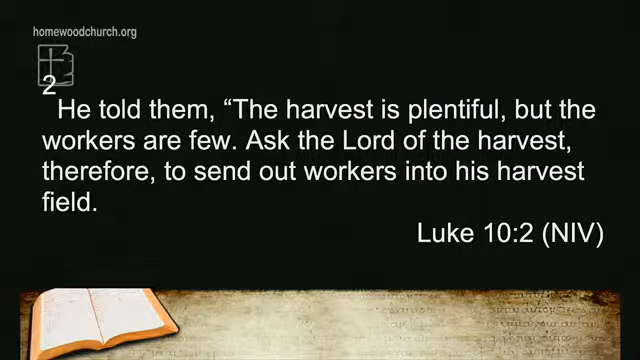 homewoodchurch.org
2
He told them, “The harvest is plentiful, but the
workers are few. Ask the Lord of the harvest,
therefore, to send out workers into his harvest
field.
Luke 10:2 (NIV)